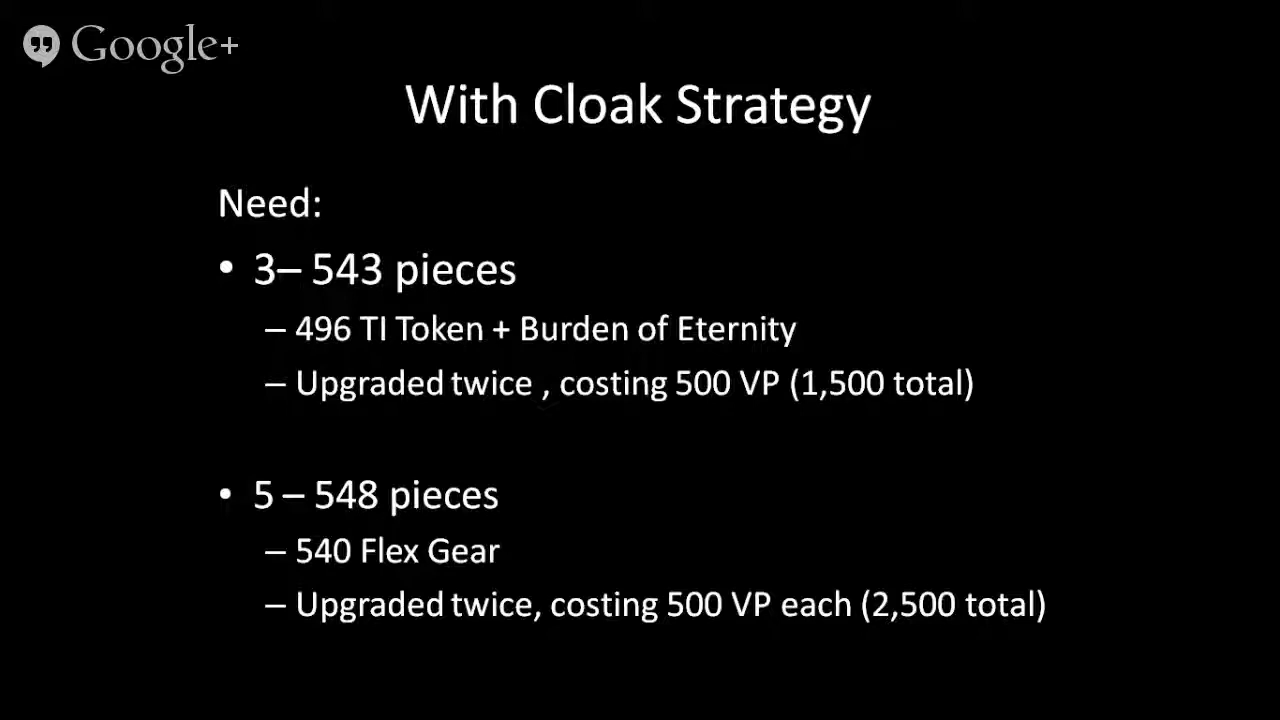 Google+
With Cloak Strategy
Need:
• 3– 543 pieces
– 496 TI Token + Burden of Eternity
– Upgraded twice , costing 500 VP (1,500 total)
• 5 – 548 pieces
– 540 Flex Gear
– Upgraded twice, costing 500 VP each (2,500 total)